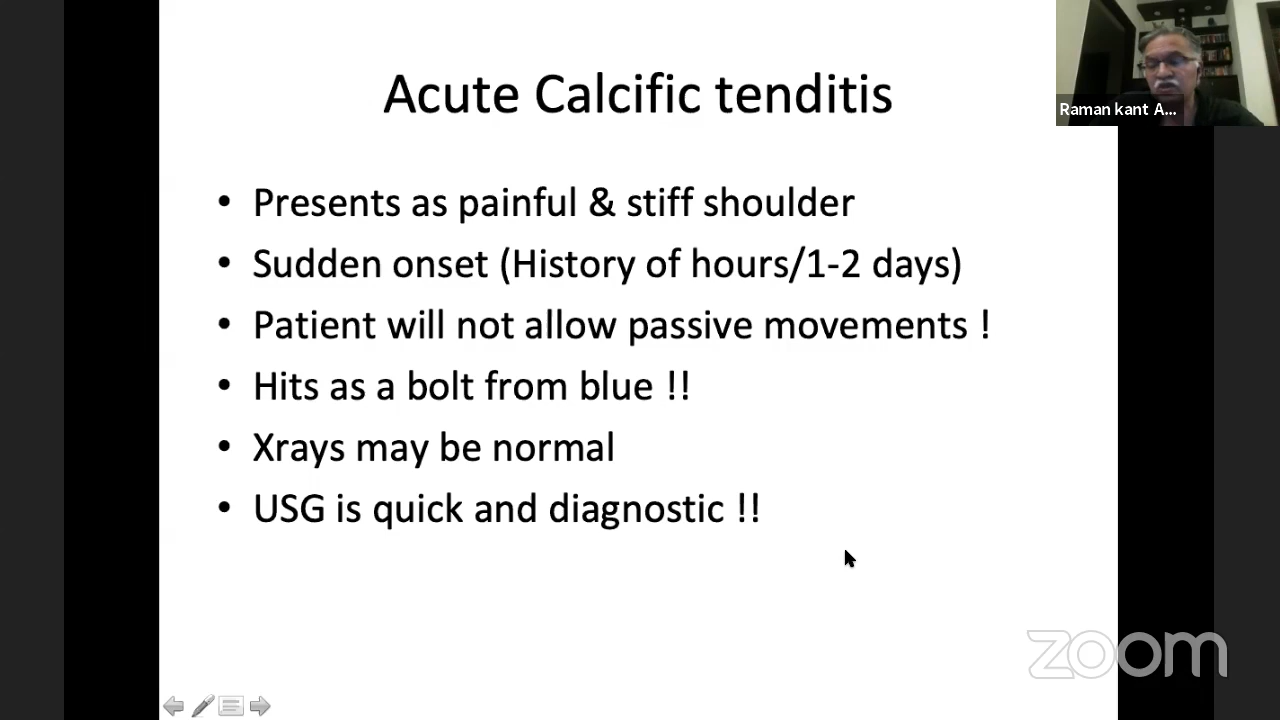 Acute Calcific tenditis
Raman kant A...
• Presents as painful & stiff shoulder
• Sudden onset (History of hours/1-2 days)
• Patient will not allow passive movements !
• Hits as a bolt from blue !!
• Xrays may be normal
• USG is quick and diagnostic !!
zoom